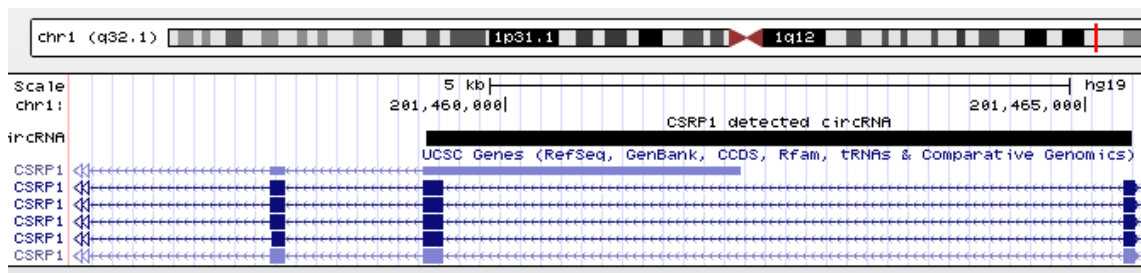 chr1 (q32.1) 1p31.1 1q12
Scale 5 kb hg19
chr1: 201,460,000 201,465,000
CSRP1 detected circRNA
ircRNA
UCSC Genes (RefSeq, GenBank, CCDS, Rfam, tRNAs & Comparative Genomics)
CSRP1
CSRP1
CSRP1
CSRP1
CSRP1
CSRP1